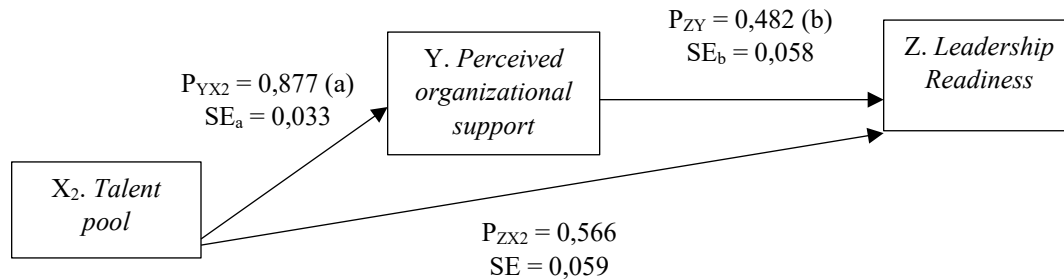 P_ZY = 0,482 (b)
SE_b = 0,058
Z. Leadership
Readiness
Y. Perceived
organizational
support
P_YX2 = 0,877 (a)
SE_a = 0,033
X₂. Talent
pool
P_ZX2 = 0,566
SE = 0,059